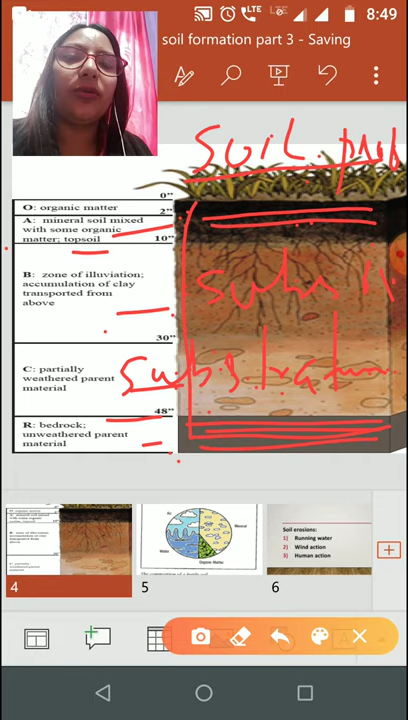 LTE LTE 8:49
soil formation part 3 - Saving
soil prof
0"
O: organic matter
2"
A: mineral soil mixed
with some organic
matter; topsoil
10"
B: zone of illuviation;
accumulation of clay
transported from
above
30"
substratum
C: partially
weathered parent
material
48"
R: bedrock;
unweathered parent
material
Soil erosions:
1) Running water
2) Wind action
3) Human action
Air
Mineral
Water
Organic Matter
4
5
6